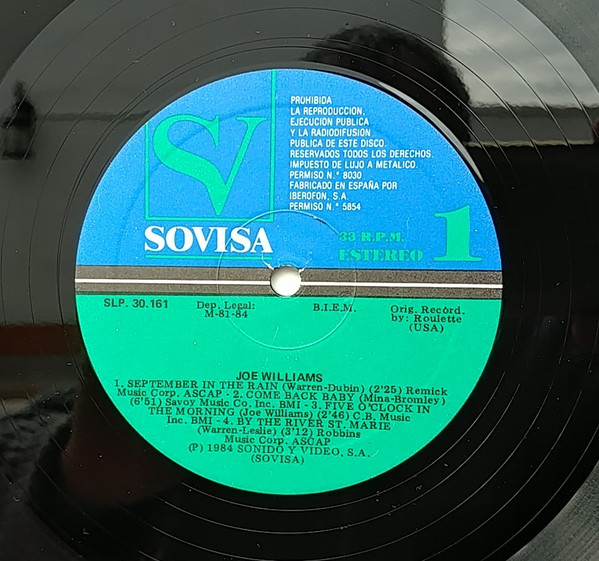 SV
SOVISA
PROHIBIDA
LA REPRODUCCION,
EJECUCION PUBLICA
Y LA RADIODIFUSION
PUBLICA DE ESTE DISCO.
RESERVADOS TODOS LOS DERECHOS.
IMPUESTO DE LUJO A METALICO.
PERMISO N.° 8030
FABRICADO EN ESPAÑA POR
IBEROFON, S.A.
PERMISO N.° 5854
33 R.P.M.
ESTEREO 1
SLP. 30.161
Dep. Legal:
M-81-84
B.I.E.M.
Orig. Record.
by: Roulette
(USA)
JOE WILLIAMS
1. SEPTEMBER IN THE RAIN (Warren-Dubin) (2'25) Remick
Music Corp. ASCAP - 2. COME BACK BABY (Mina-Bromley)
(6'51) Savoy Music Co. Inc. BMI - 3. FIVE O'CLOCK IN
THE MORNING (Joe Williams) (2'46) C.B. Music
Inc. BMI - 4. BY THE RIVER ST. MARIE
(Warren-Leslie) (3'12) Robbins
Music Corp. ASCAP
(P) 1984 SONIDO Y VIDEO, S.A.
(SOVISA)